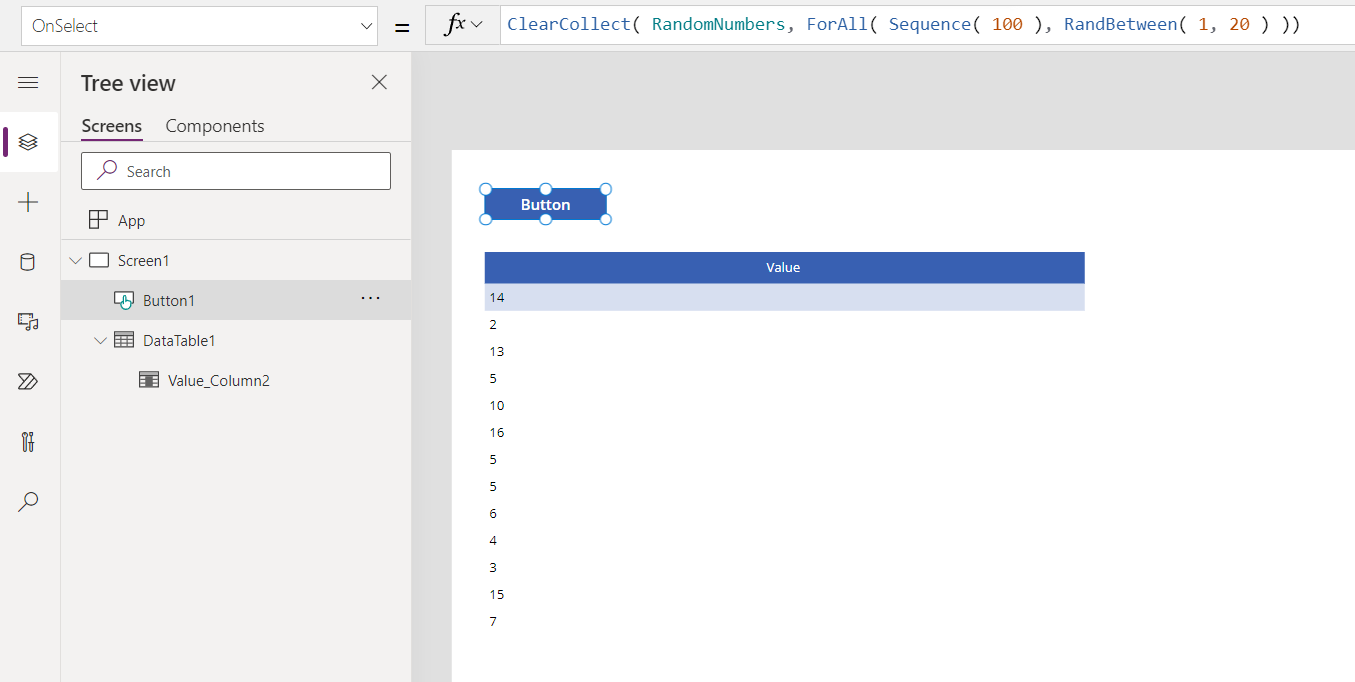 OnSelect = fx ClearCollect( RandomNumbers, ForAll( Sequence( 100 ), RandBetween( 1, 20 ) ))
Tree view
Screens Components
Search
App
Screen1
Button1 ...
DataTable1
Value_Column2
Button
Value
14
2
13
5
10
16
5
5
6
4
3
15
7